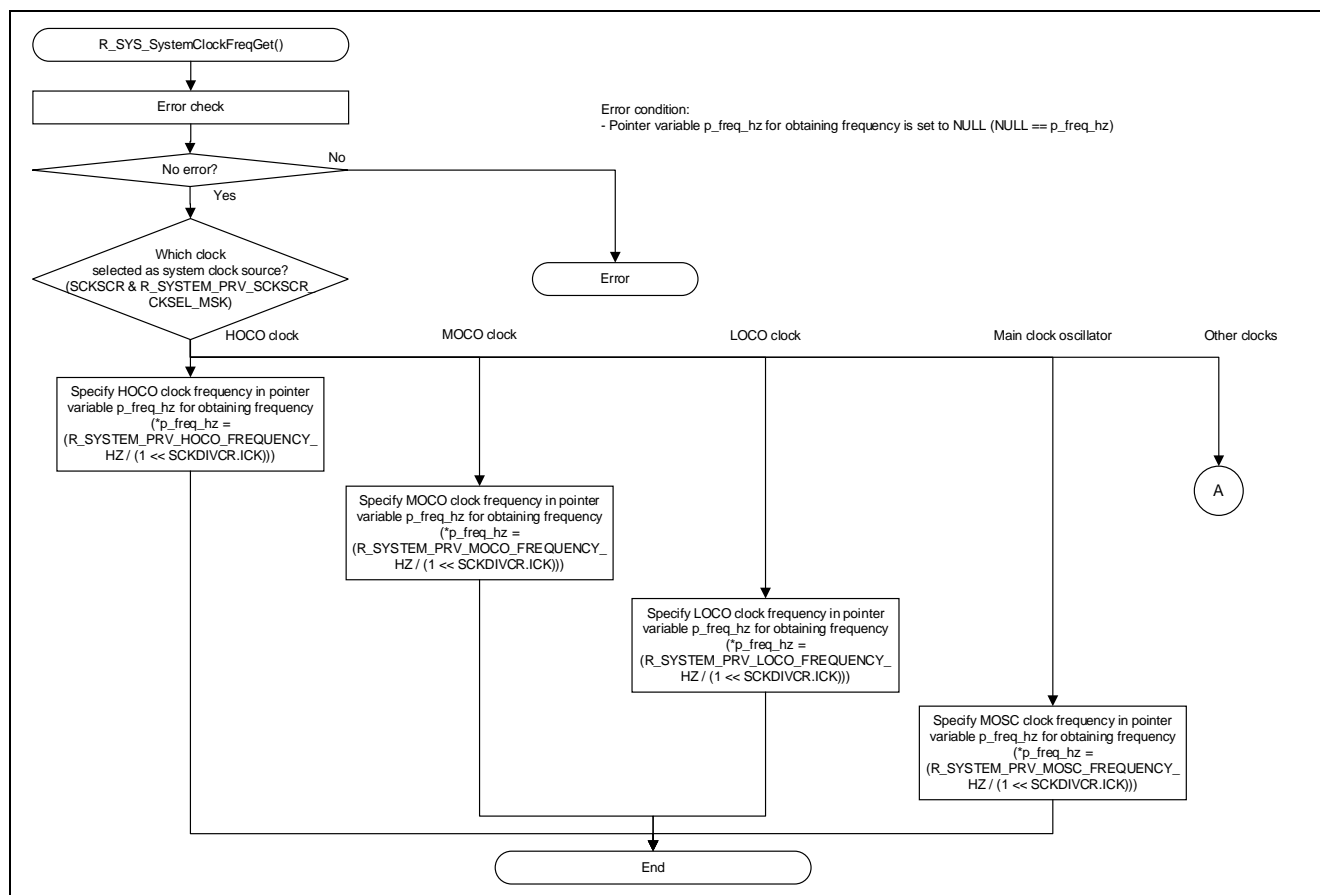 R_SYS_SystemClockFreqGet()
Error check
Error condition:
- Pointer variable p_freq_hz for obtaining frequency is set to NULL (NULL == p_freq_hz)
No error?
No
Yes
Which clock
selected as system clock source?
(SCKSCR & R_SYSTEM_PRV_SCKSCR_
CKSEL_MSK)
Error
HOCO clock
MOCO clock
LOCO clock
Main clock oscillator
Other clocks
Specify HOCO clock frequency in pointer
variable p_freq_hz for obtaining frequency
(*p_freq_hz =
(R_SYSTEM_PRV_HOCO_FREQUENCY_
HZ / (1 << SCKDIVCR.ICK)))
Specify MOCO clock frequency in pointer
variable p_freq_hz for obtaining frequency
(*p_freq_hz =
(R_SYSTEM_PRV_MOCO_FREQUENCY_
HZ / (1 << SCKDIVCR.ICK)))
A
Specify LOCO clock frequency in pointer
variable p_freq_hz for obtaining frequency
(*p_freq_hz =
(R_SYSTEM_PRV_LOCO_FREQUENCY_
HZ / (1 << SCKDIVCR.ICK)))
Specify MOSC clock frequency in pointer
variable p_freq_hz for obtaining frequency
(*p_freq_hz =
(R_SYSTEM_PRV_MOSC_FREQUENCY_
HZ / (1 << SCKDIVCR.ICK)))
End